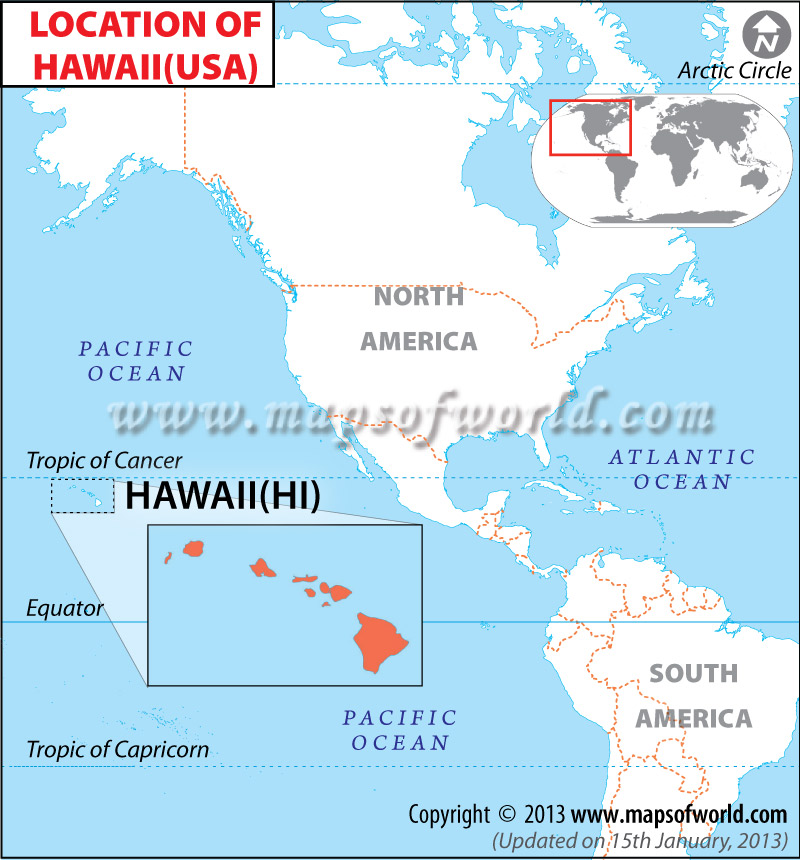 LOCATION OF
HAWAII(USA)
N
Arctic Circle
NORTH
AMERICA
PACIFIC
OCEAN
www.mapsofworld.com
Tropic of Cancer
ATLANTIC
OCEAN
HAWAII(HI)
Equator
SOUTH
AMERICA
PACIFIC
OCEAN
Tropic of Capricorn
Copyright © 2013 www.mapsofworld.com
(Updated on 15th January, 2013)